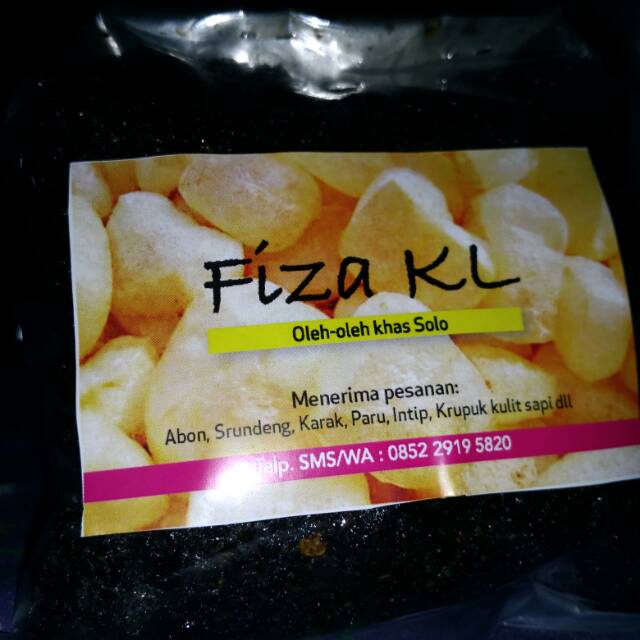 Fiza KL
Oleh-oleh khas Solo
Menerima pesanan:
Abon, Srundeng, Karak, Paru, Intip, Krupuk kulit sapi dll
Telp. SMS/WA : 0852 2919 5820